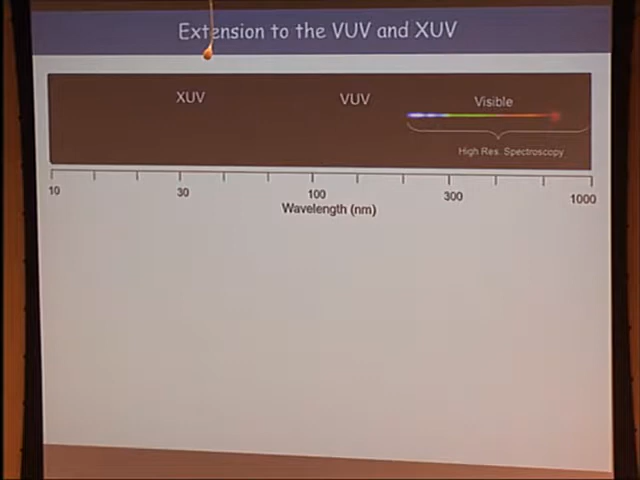 Extension to the VUV and XUV
XUV
VUV
Visible
High Res. Spectroscopy
10
30
100
300
1000
Wavelength (nm)